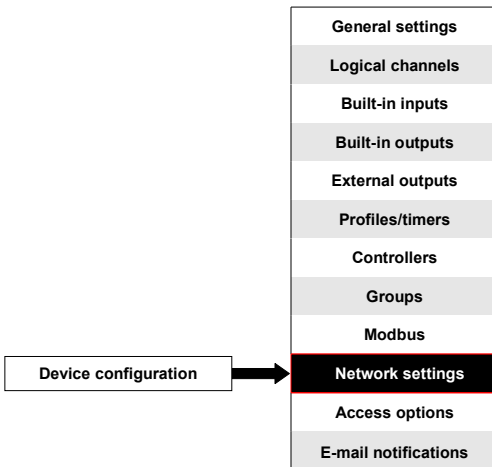 General settings
Logical channels
Built-in inputs
Built-in outputs
External outputs
Profiles/timers
Controllers
Groups
Modbus
Device configuration
Network settings
Access options
E-mail notifications